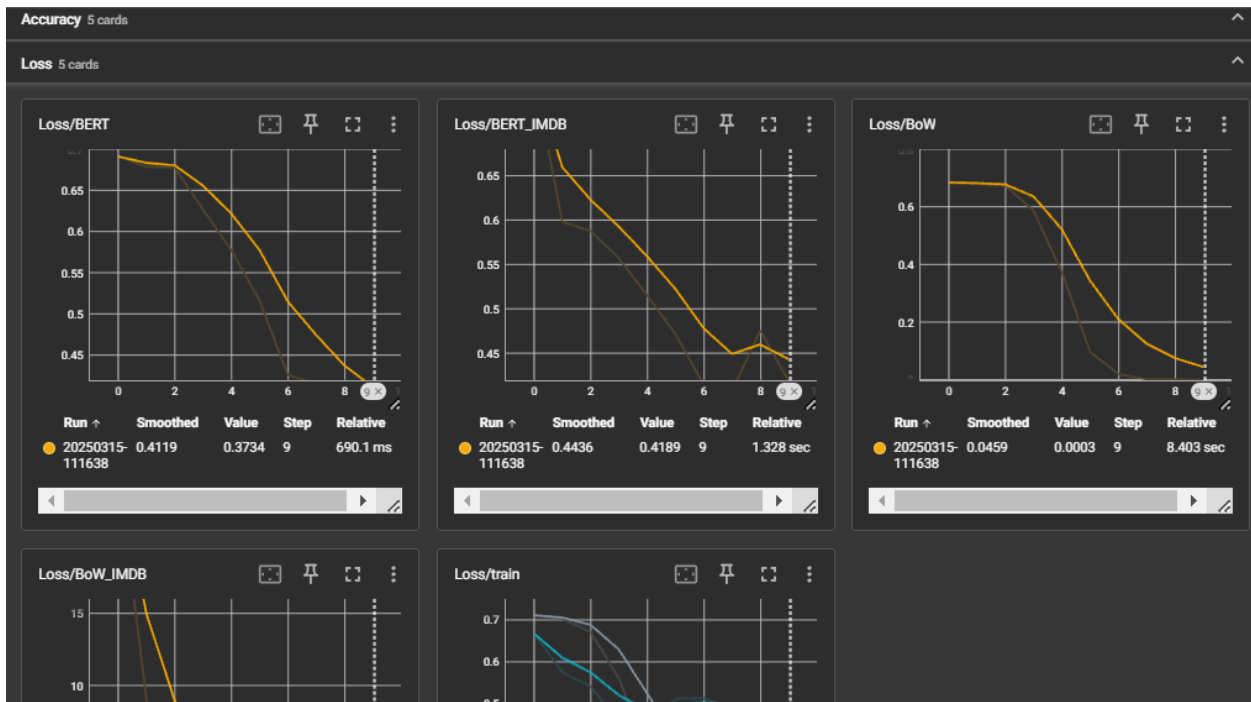 Accuracy 5 cards
Loss 5 cards
Loss/BERT
0.65
0.6
0.55
0.5
0.45
0 2 4 6 8 9 ×
Run ↑ Smoothed Value Step Relative
20250315-111638 0.4119 0.3734 9 690.1 ms
Loss/BERT_IMDB
0.65
0.6
0.55
0.5
0.45
0 2 4 6 8 9 ×
Run ↑ Smoothed Value Step Relative
20250315-111638 0.4436 0.4189 9 1.328 sec
Loss/BoW
0.6
0.4
0.2
0 2 4 6 8 9 ×
Run ↑ Smoothed Value Step Relative
20250315-111638 0.0459 0.0003 9 8.403 sec
Loss/BoW_IMDB
15
10
Loss/train
0.7
0.6